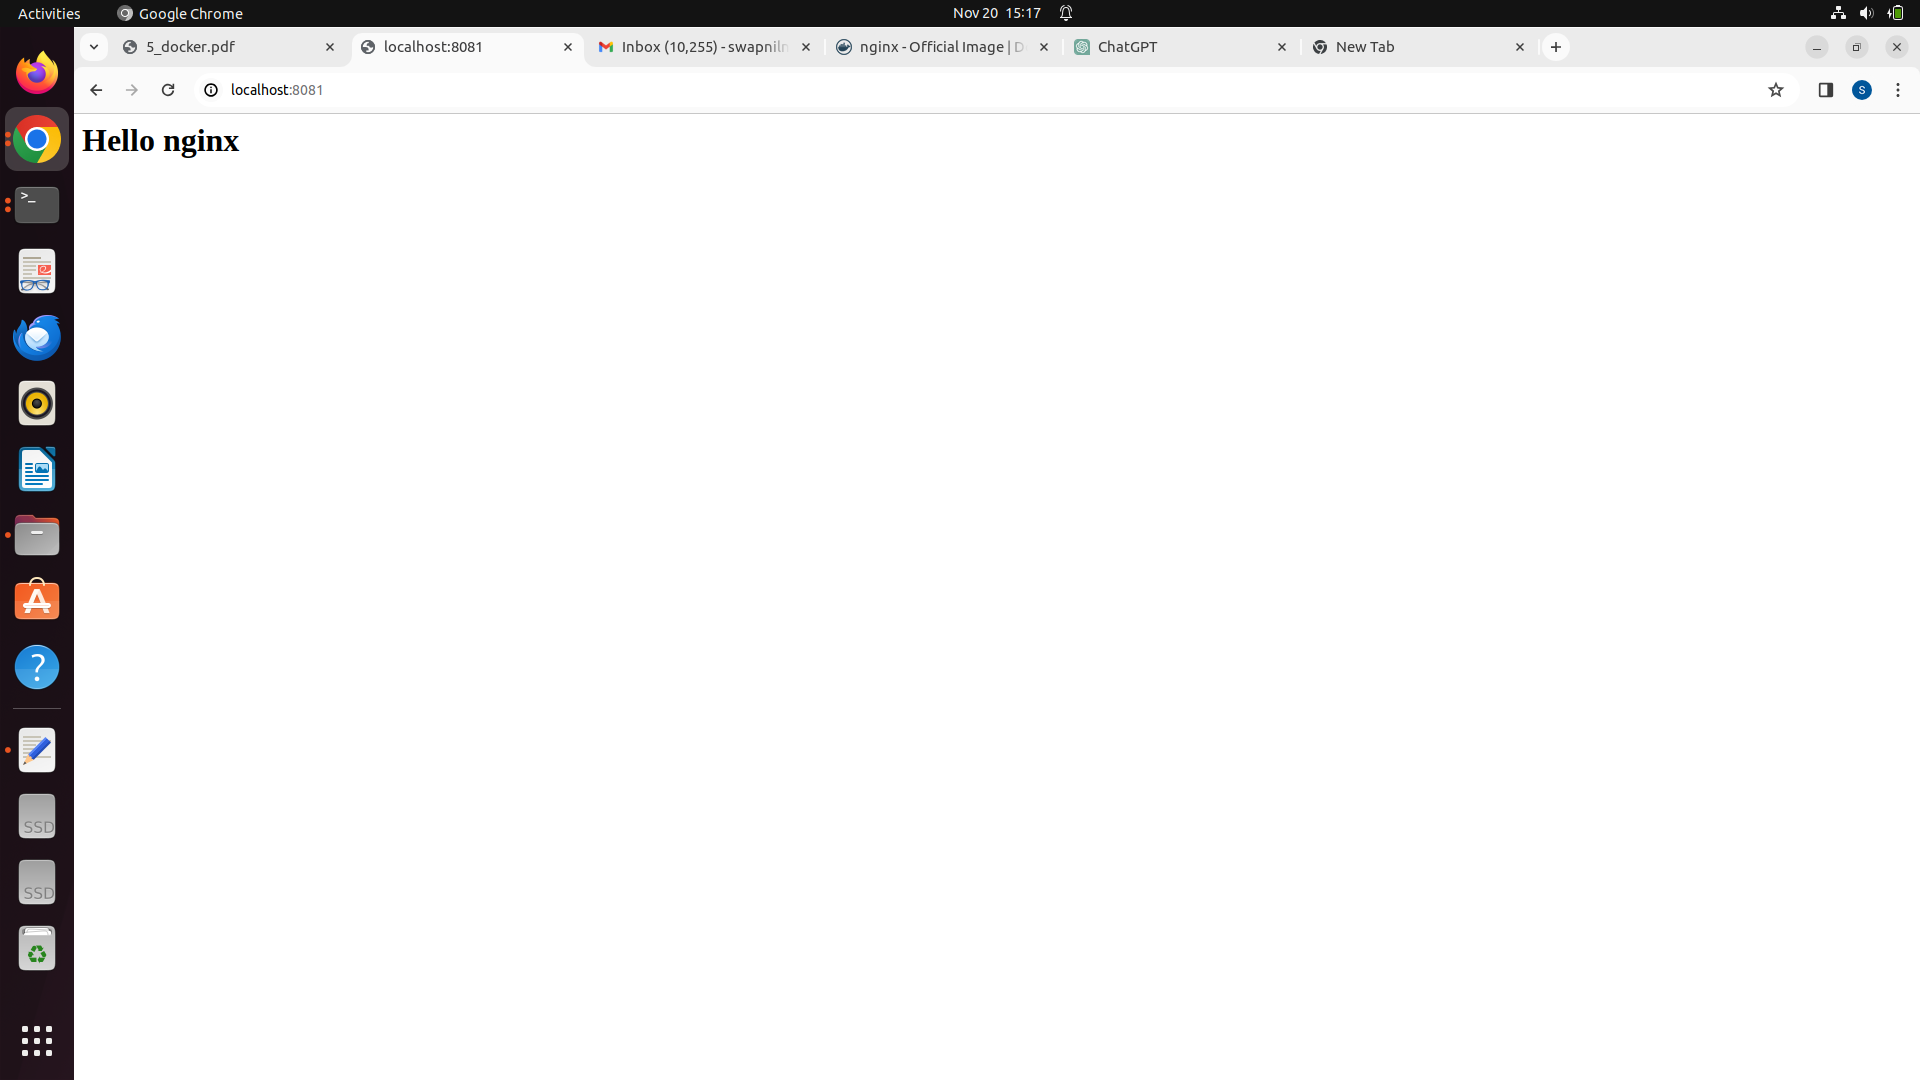 Activities
Google Chrome
Nov 20 15:17
5_docker.pdf
localhost:8081
Inbox (10,255) - swapniln
nginx - Official Image | D
ChatGPT
New Tab
localhost:8081
S
Hello nginx
>_
?
SSD
SSD